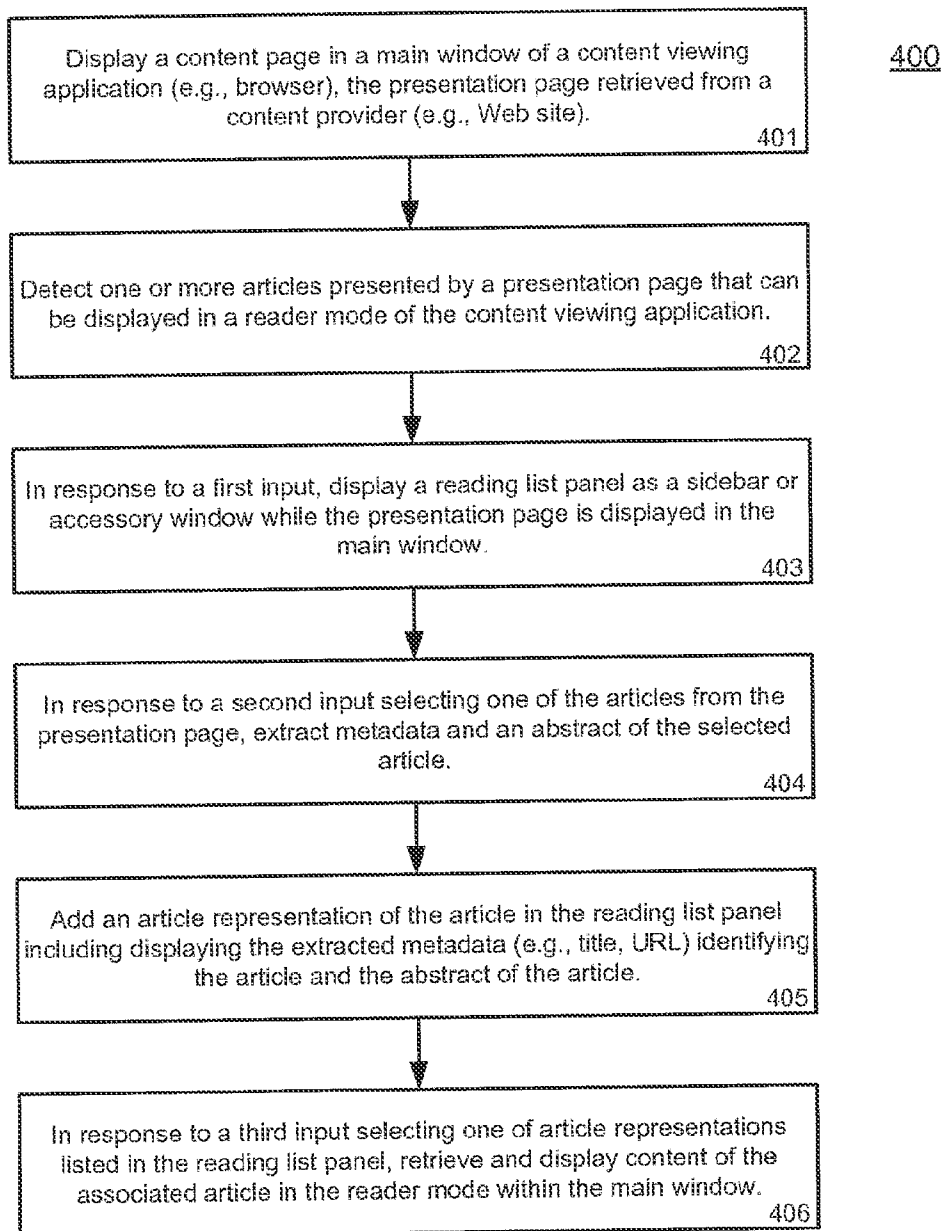 400
Display a content page in a main window of a content viewing
application (e.g., browser), the presentation page retrieved from a
content provider (e.g., Web site).
401
Detect one or more articles presented by a presentation page that can
be displayed in a reader mode of the content viewing application.
402
In response to a first input, display a reading list panel as a sidebar or
accessory window while the presentation page is displayed in the
main window.
403
In response to a second input selecting one of the articles from the
presentation page, extract metadata and an abstract of the selected
article.
404
Add an article representation of the article in the reading list panel
including displaying the extracted metadata (e.g., title, URL) identifying
the article and the abstract of the article.
405
In response to a third input selecting one of article representations
listed in the reading list panel, retrieve and display content of the
associated article in the reader mode within the main window.
406